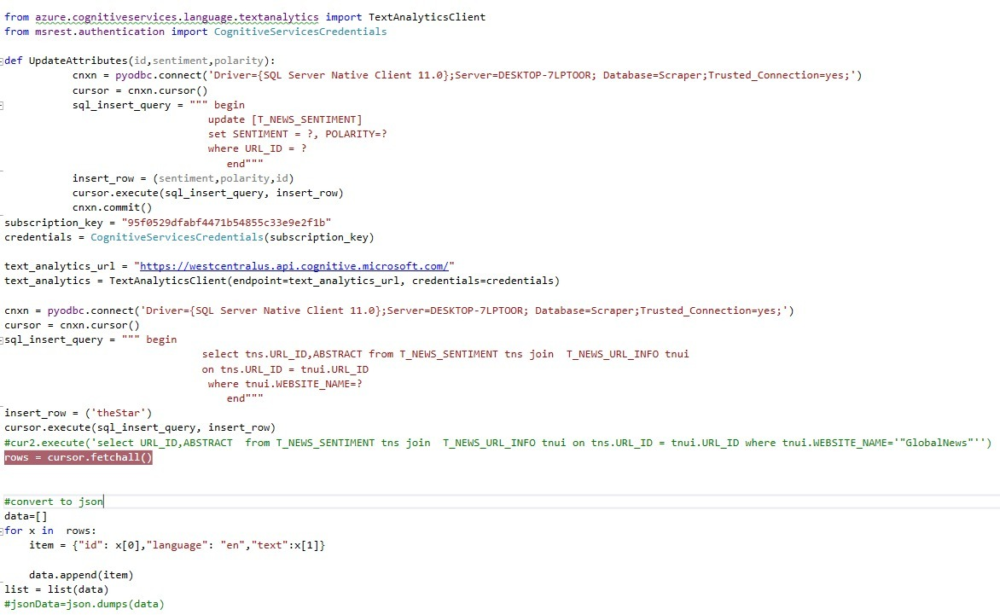 from azure.cognitiveservices.language.textanalytics import TextAnalyticsClient
from msrest.authentication import CognitiveServicesCredentials
def UpdateAttributes(id,sentiment,polarity):
cnxn = pyodbc.connect('Driver={SQL Server Native Client 11.0};Server=DESKTOP-7LPTOOR; Database=Scraper;Trusted_Connection=yes;')
cursor = cnxn.cursor()
sql_insert_query = """ begin
update [T_NEWS_SENTIMENT]
set SENTIMENT = ?, POLARITY=?
where URL_ID = ?
end"""
insert_row = (sentiment,polarity,id)
cursor.execute(sql_insert_query, insert_row)
cnxn.commit()
subscription_key = "95f0529dfabf4471b54855c33e9e2f1b"
credentials = CognitiveServicesCredentials(subscription_key)
text_analytics_url = "https://westcentralus.api.cognitive.microsoft.com/"
text_analytics = TextAnalyticsClient(endpoint=text_analytics_url, credentials=credentials)
cnxn = pyodbc.connect('Driver={SQL Server Native Client 11.0};Server=DESKTOP-7LPTOOR; Database=Scraper;Trusted_Connection=yes;')
cursor = cnxn.cursor()
sql_insert_query = """ begin
select tns.URL_ID,ABSTRACT from T_NEWS_SENTIMENT tns join  T_NEWS_URL_INFO tnui
on tns.URL_ID = tnui.URL_ID
where tnui.WEBSITE_NAME=?
end"""
insert_row = ('theStar')
cursor.execute(sql_insert_query, insert_row)
#cur2.execute('select URL_ID,ABSTRACT  from T_NEWS_SENTIMENT tns join  T_NEWS_URL_INFO tnui on tns.URL_ID = tnui.URL_ID where tnui.WEBSITE_NAME='"GlobalNews"'')
rows = cursor.fetchall()
#convert to json
data=[]
for x in  rows:
item = {"id": x[0],"language": "en","text":x[1]}
data.append(item)
list = list(data)
#jsonData=json.dumps(data)